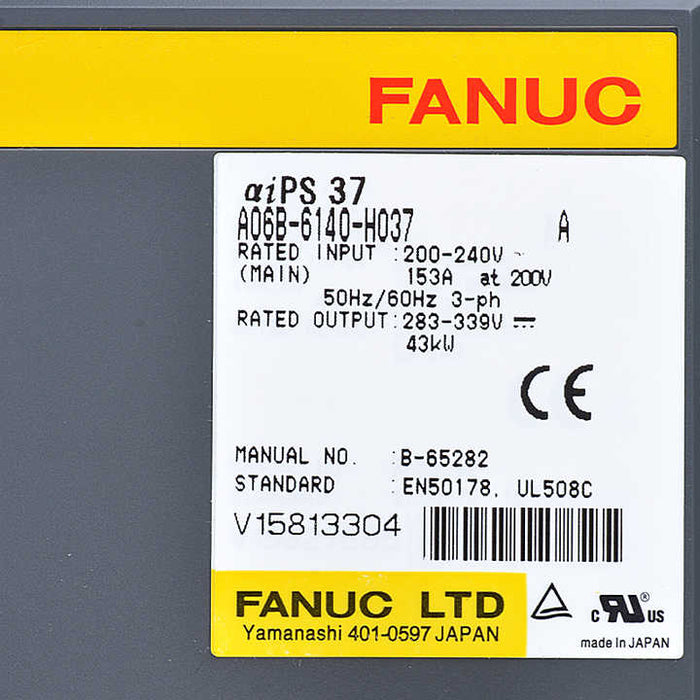 FANUC
αiPS 37
A06B-6140-H037 A
RATED INPUT :200-240V ~
(MAIN) 153A at 200V
50Hz/60Hz 3-ph
RATED OUTPUT:283-339V ⎓
43kW
CE
MANUAL NO. :B-65282
STANDARD :EN50178, UL508C
V15813304
FANUC LTD
Yamanashi 401-0597 JAPAN
c RU ® US
made in JAPAN